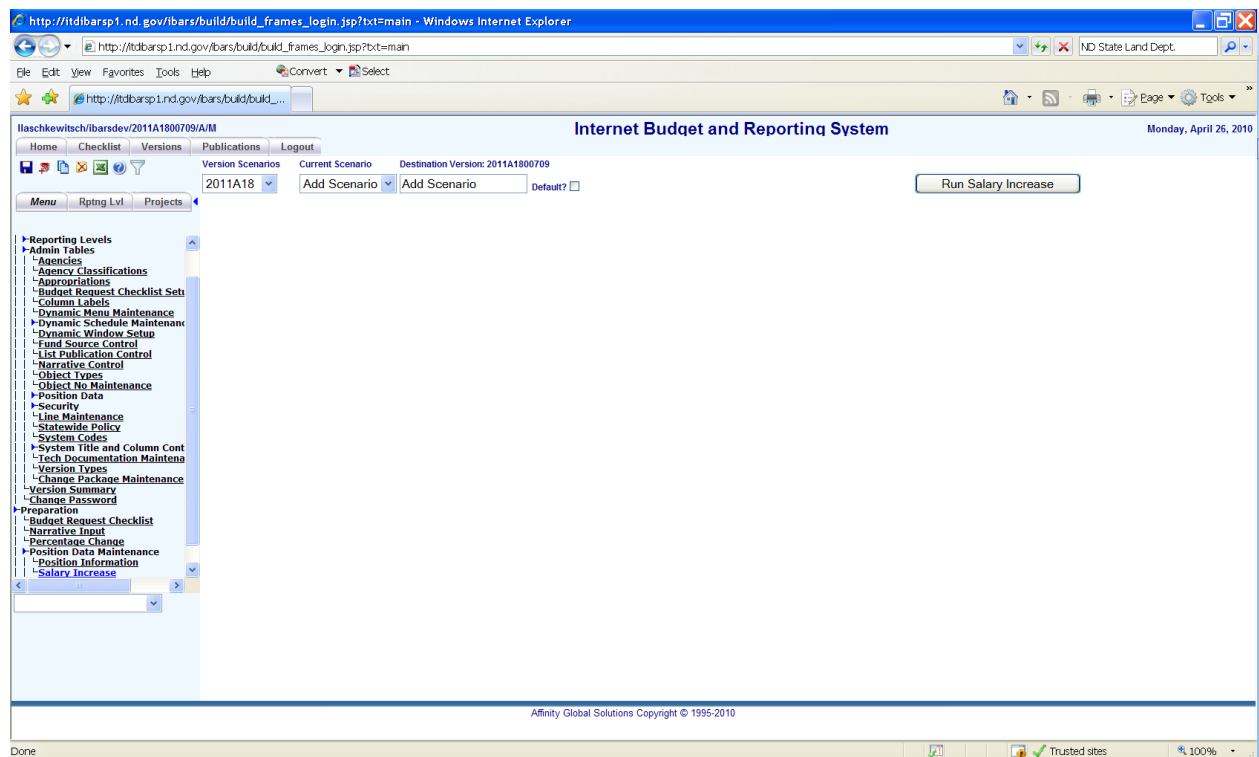 http://itdibarsp1.nd.gov/ibars/build/build_frames_login.jsp?txt=main - Windows Internet Explorer
http://itdibarsp1.nd.gov/ibars/build/build_frames_login.jsp?txt=main
ND State Land Dept.
File Edit View Favorites Tools Help Convert Select
http://itdibarsp1.nd.gov/ibars/build/build_...
Page Tools
llaschkewitsch/ibarsdev/2011A1800709/A/M
Internet Budget and Reporting System
Monday, April 26, 2010
Home Checklist Versions Publications Logout
Version Scenarios Current Scenario Destination Version: 2011A1800709
2011A18 Add Scenario Add Scenario Default? Run Salary Increase
Menu Rptng Lvl Projects
Reporting Levels
Admin Tables
Agencies
Agency Classifications
Appropriations
Budget Request Checklist Setu
Column Labels
Dynamic Menu Maintenance
Dynamic Schedule Maintenanc
Dynamic Window Setup
Fund Source Control
List Publication Control
Narrative Control
Object Types
Object No Maintenance
Position Data
Security
Line Maintenance
Statewide Policy
System Codes
System Title and Column Cont
Tech Documentation Maintena
Version Types
Change Package Maintenance
Version Summary
Change Password
Preparation
Budget Request Checklist
Narrative Input
Percentage Change
Position Data Maintenance
Position Information
Salary Increase
Affinity Global Solutions Copyright © 1995-2010
Done
Trusted sites
100%